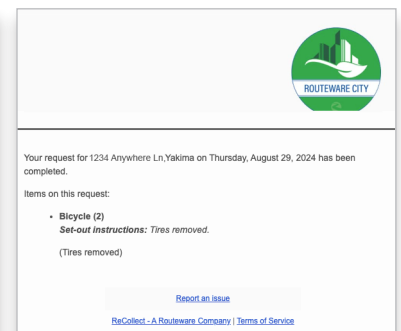 ROUTEWARE CITY
Your request for 1234 Anywhere Ln,Yakima on Thursday, August 29, 2024 has been
completed.
Items on this request:
• Bicycle (2)
Set-out instructions: Tires removed.
(Tires removed)
Report an issue
ReCollect - A Routeware Company | Terms of Service